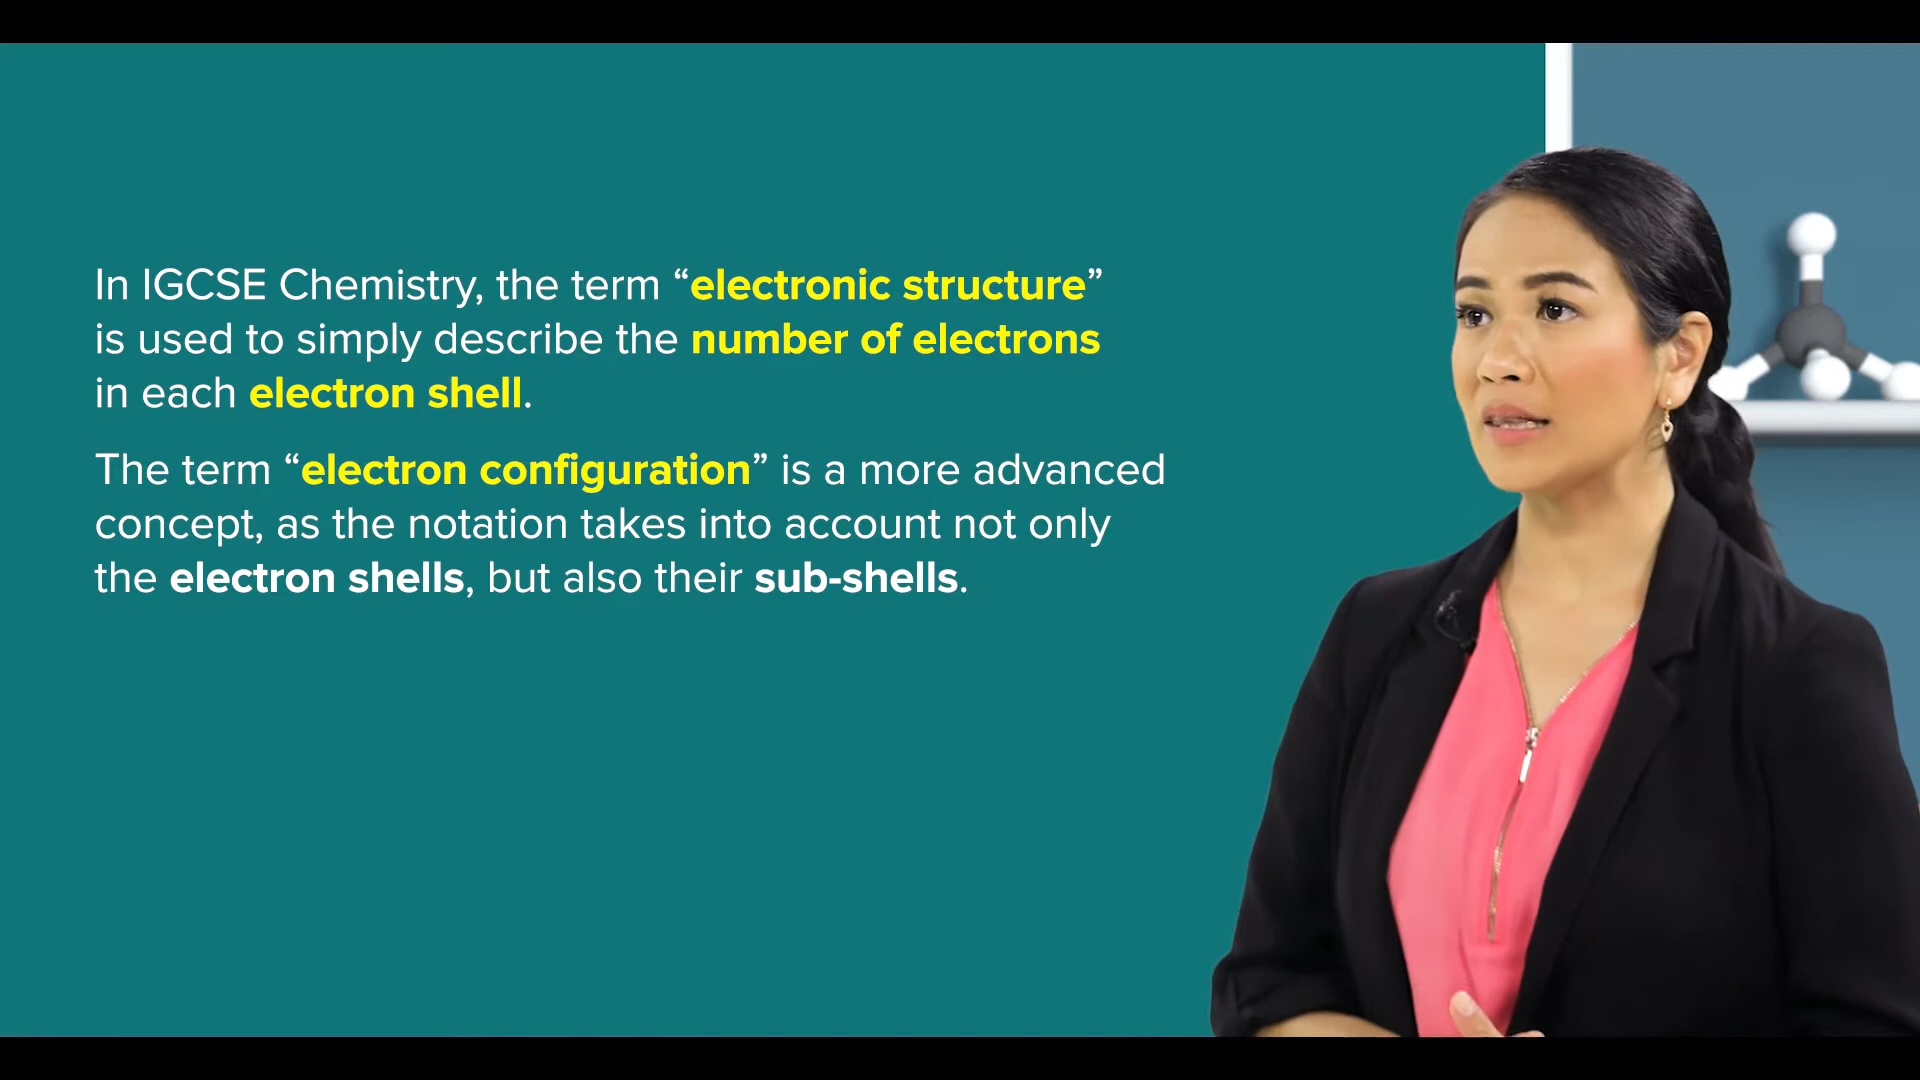 In IGCSE Chemistry, the term “electronic structure”
is used to simply describe the number of electrons
in each electron shell.
The term “electron configuration” is a more advanced
concept, as the notation takes into account not only
the electron shells, but also their sub-shells.